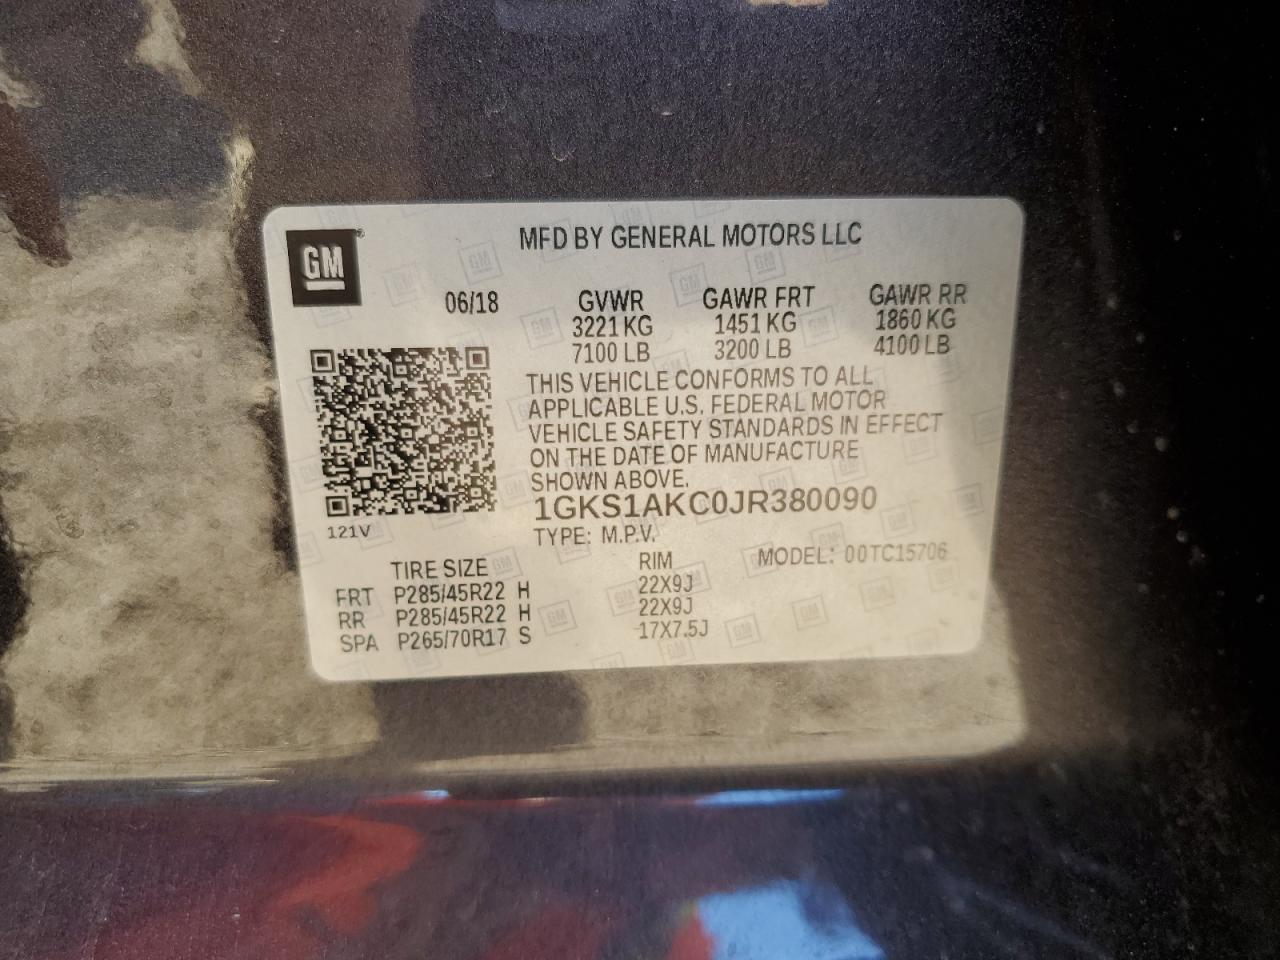 GM
MFD BY GENERAL MOTORS LLC
06/18 GVWR GAWR FRT GAWR RR
3221 KG 1451 KG 1860 KG
7100 LB 3200 LB 4100 LB
THIS VEHICLE CONFORMS TO ALL
APPLICABLE U.S. FEDERAL MOTOR
VEHICLE SAFETY STANDARDS IN EFFECT
ON THE DATE OF MANUFACTURE
SHOWN ABOVE.
1GKS1AKC0JR380090
121V
TYPE: M.P.V. MODEL: 00TC15706
TIRE SIZE RIM
FRT P285/45R22 H 22X9J
RR P285/45R22 H 22X9J
SPA P265/70R17 S 17X7.5J